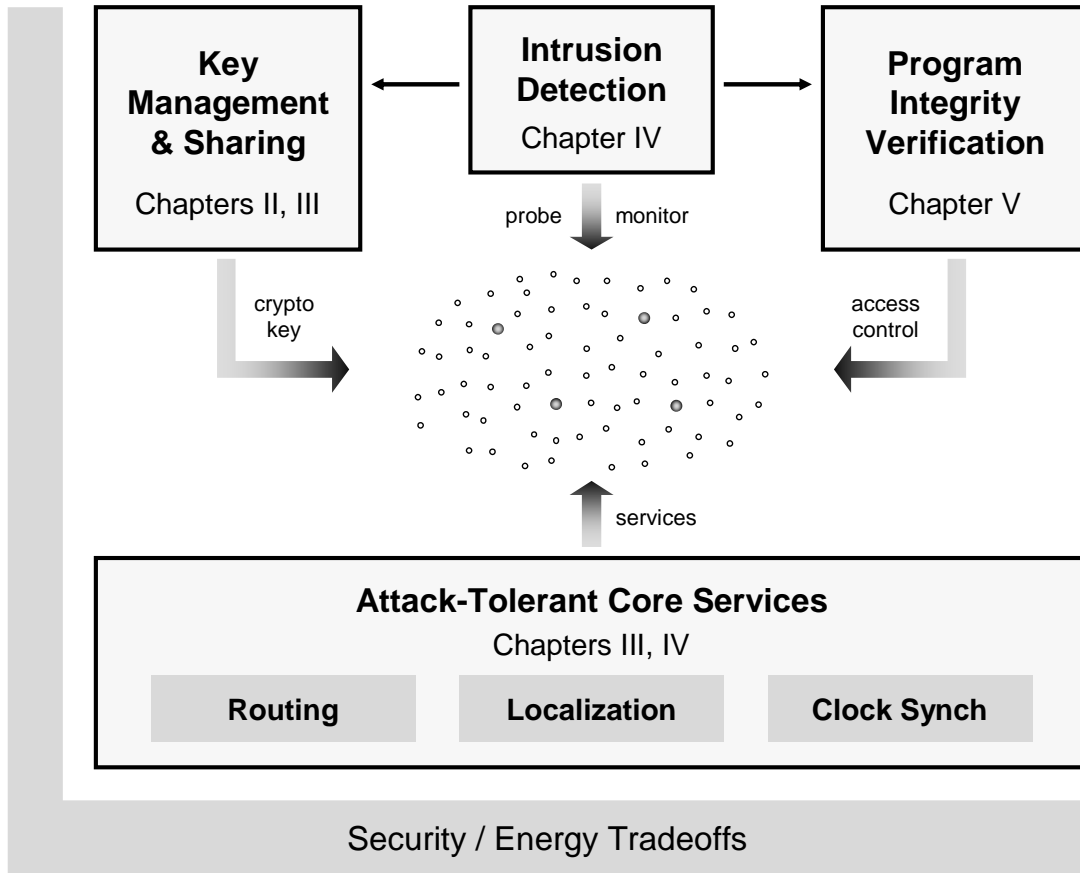 Key
Management
& Sharing
Chapters II, III
Intrusion
Detection
Chapter IV
Program
Integrity
Verification
Chapter V
probe
monitor
crypto
key
access
control
services
Attack-Tolerant Core Services
Chapters III, IV
Routing
Localization
Clock Synch
Security / Energy Tradeoffs